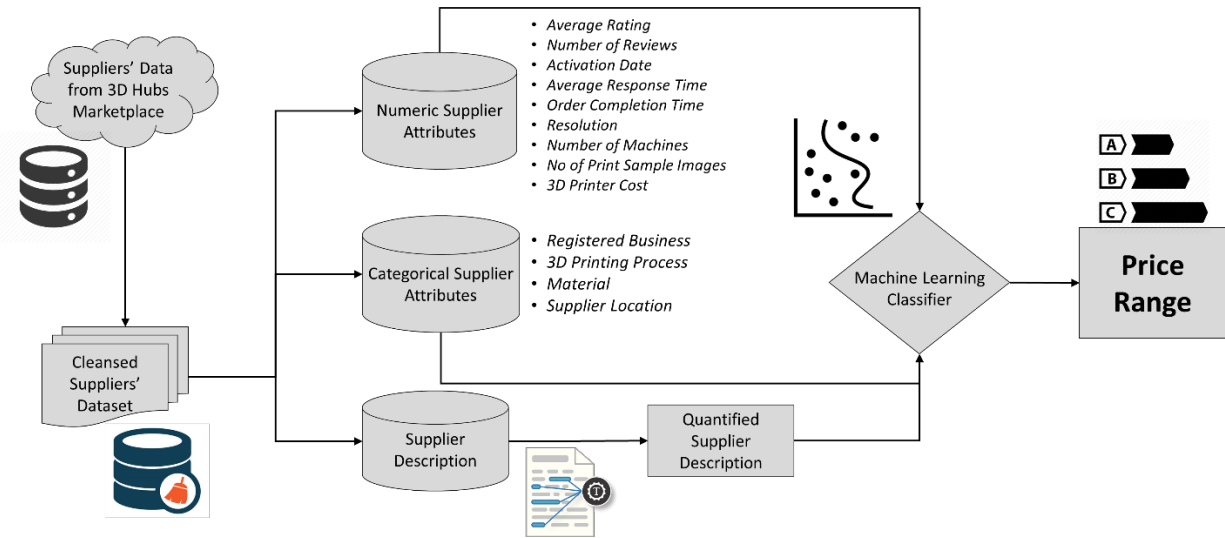 Suppliers' Data
from 3D Hubs
Marketplace
Cleansed
Suppliers'
Dataset
Numeric Supplier
Attributes
• Average Rating
• Number of Reviews
• Activation Date
• Average Response Time
• Order Completion Time
• Resolution
• Number of Machines
• No of Print Sample Images
• 3D Printer Cost
Categorical Supplier
Attributes
• Registered Business
• 3D Printing Process
• Material
• Supplier Location
Supplier
Description
T
Quantified
Supplier
Description
Machine Learning
Classifier
A
B
C
Price
Range